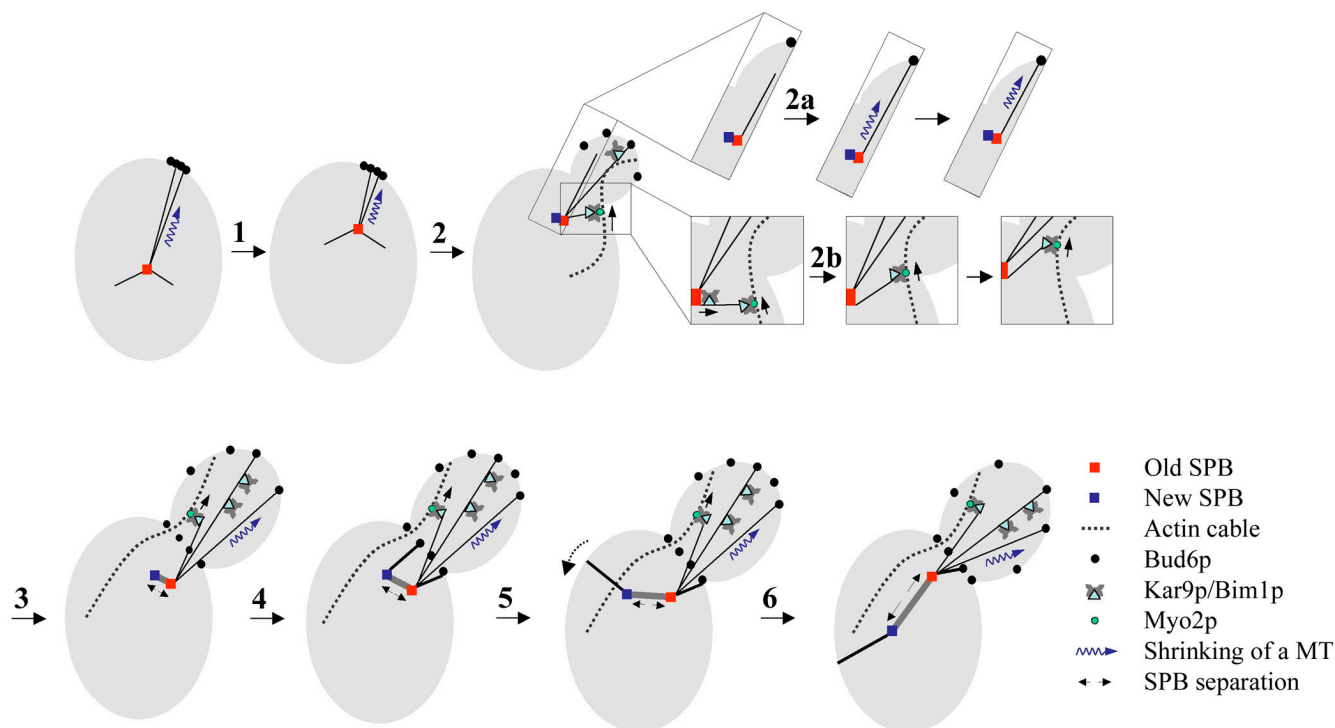 2a
1
2
2b
3
4
5
6
Old SPB
New SPB
Actin cable
Bud6p
Kar9p/Bim1p
Myo2p
Shrinking of a MT
SPB separation